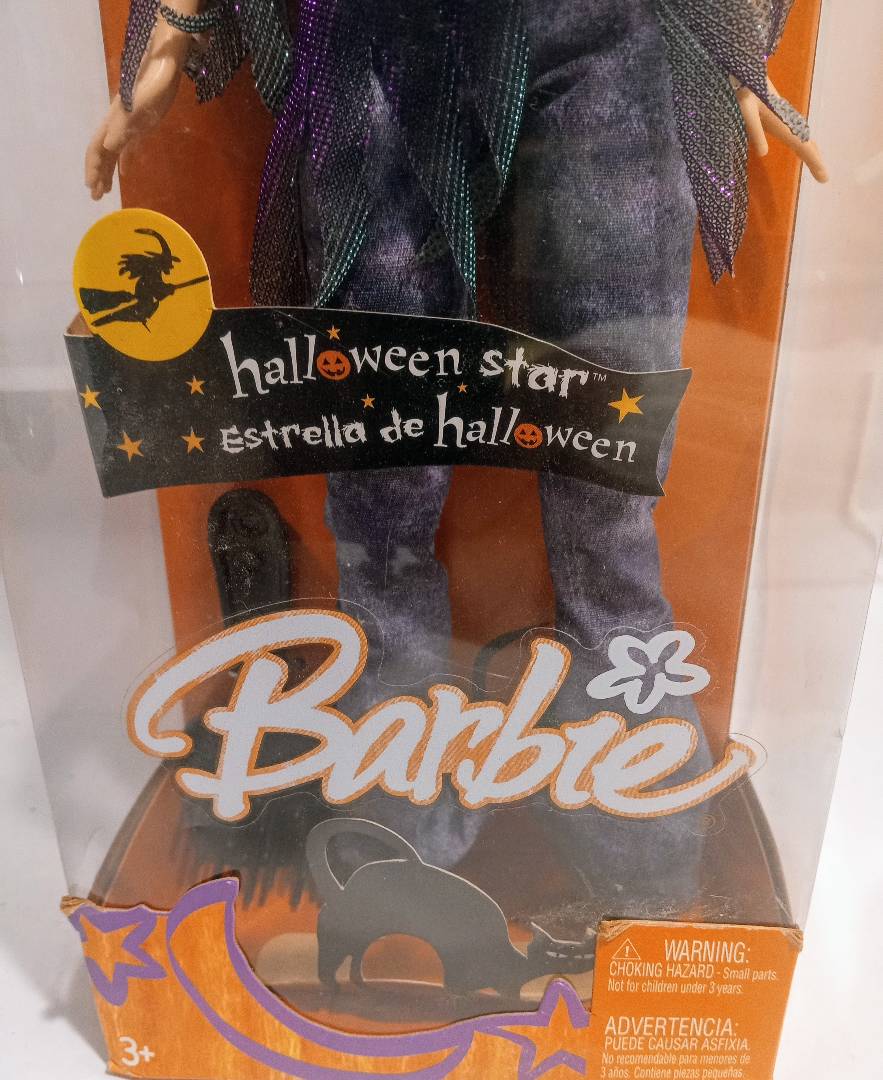 halloween star™
Estrella de halloween
Barbie®
WARNING:
CHOKING HAZARD - Small parts.
Not for children under 3 years.
ADVERTENCIA:
PUEDE CAUSAR ASFIXIA.
No recomendable para menores de
3 años. Contiene piezas pequeñas.
3+